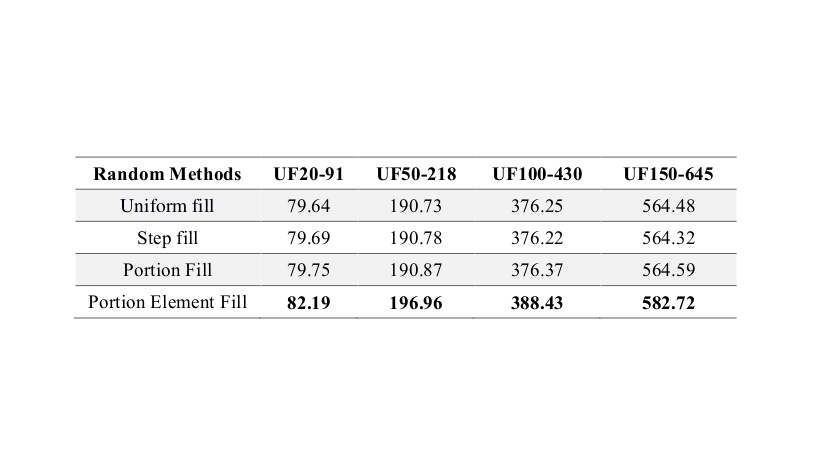 Random Methods UF20-91 UF50-218 UF100-430 UF150-645
Uniform fill 79.64 190.73 376.25 564.48
Step fill 79.69 190.78 376.22 564.32
Portion Fill 79.75 190.87 376.37 564.59
Portion Element Fill 82.19 196.96 388.43 582.72